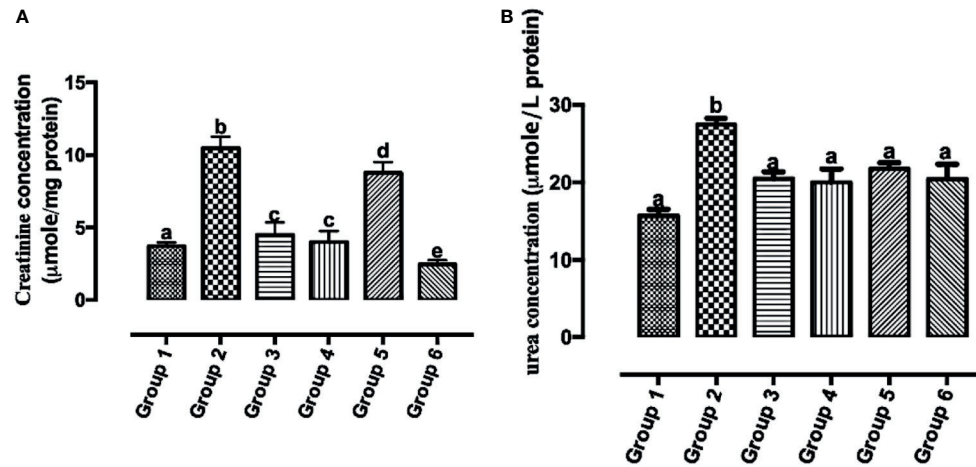 A
Creatinine concentration
(µmole/mg protein)
15
10
5
0
a
b
c
c
d
e
Group 1
Group 2
Group 3
Group 4
Group 5
Group 6
B
urea concentration (µmole/L protein)
30
20
10
0
a
b
a
a
a
a
Group 1
Group 2
Group 3
Group 4
Group 5
Group 6